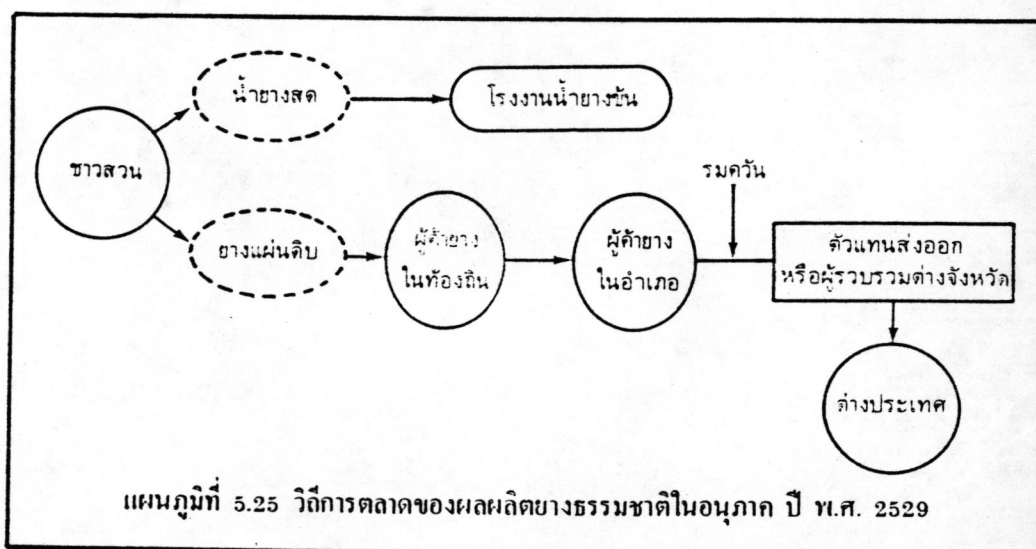 น้ำยางสด
โรงงานน้ำยางข้น
ชาวสวน
รมควัน
ยางแผ่นดิบ
ผู้ค้ายาง
ในท้องถิ่น
ผู้ค้ายาง
ในอำเภอ
ตัวแทนส่งออก
หรือผู้รวบรวมต่างจังหวัด
ต่างประเทศ
แผนภูมิที่ 5.25 วิถีการตลาดของผลผลิตยางธรรมชาติในอนุภาค ปี พ.ศ. 2529